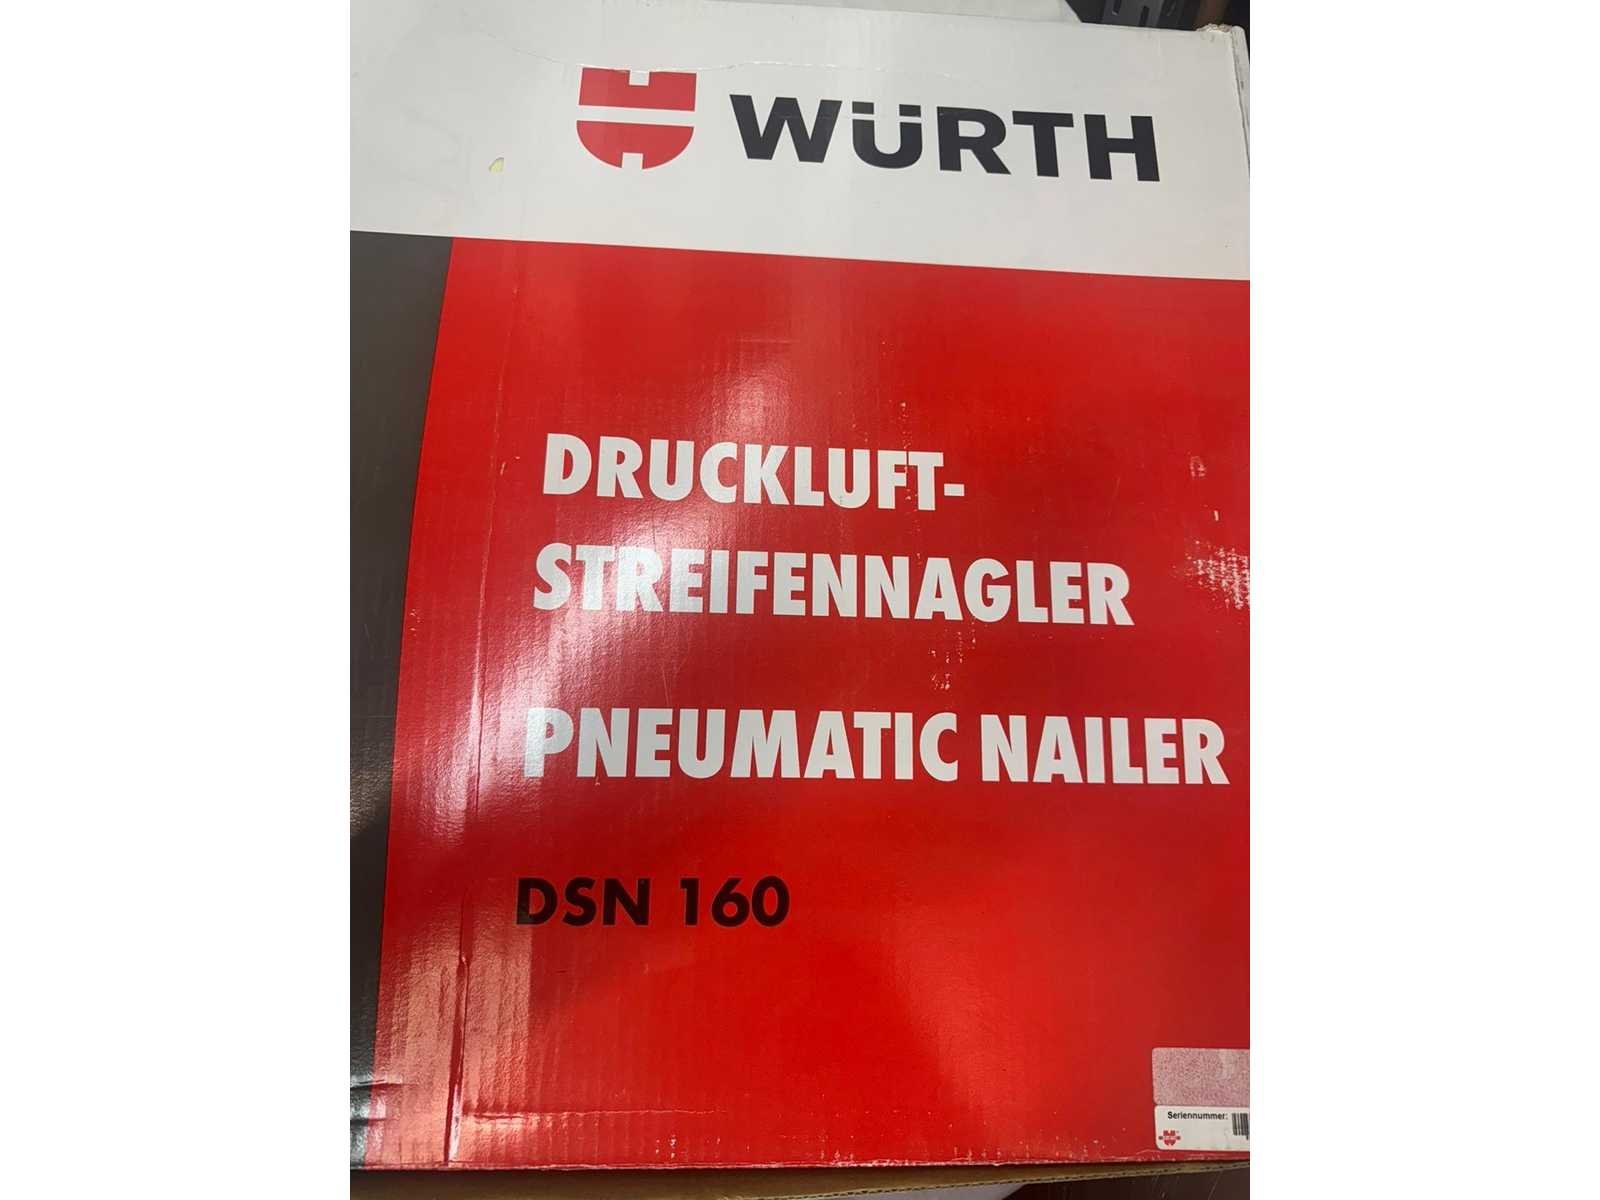 WÜRTH
DRUCKLUFT-
STREIFENNAGLER
PNEUMATIC NAILER
DSN 160
Seriennummer: